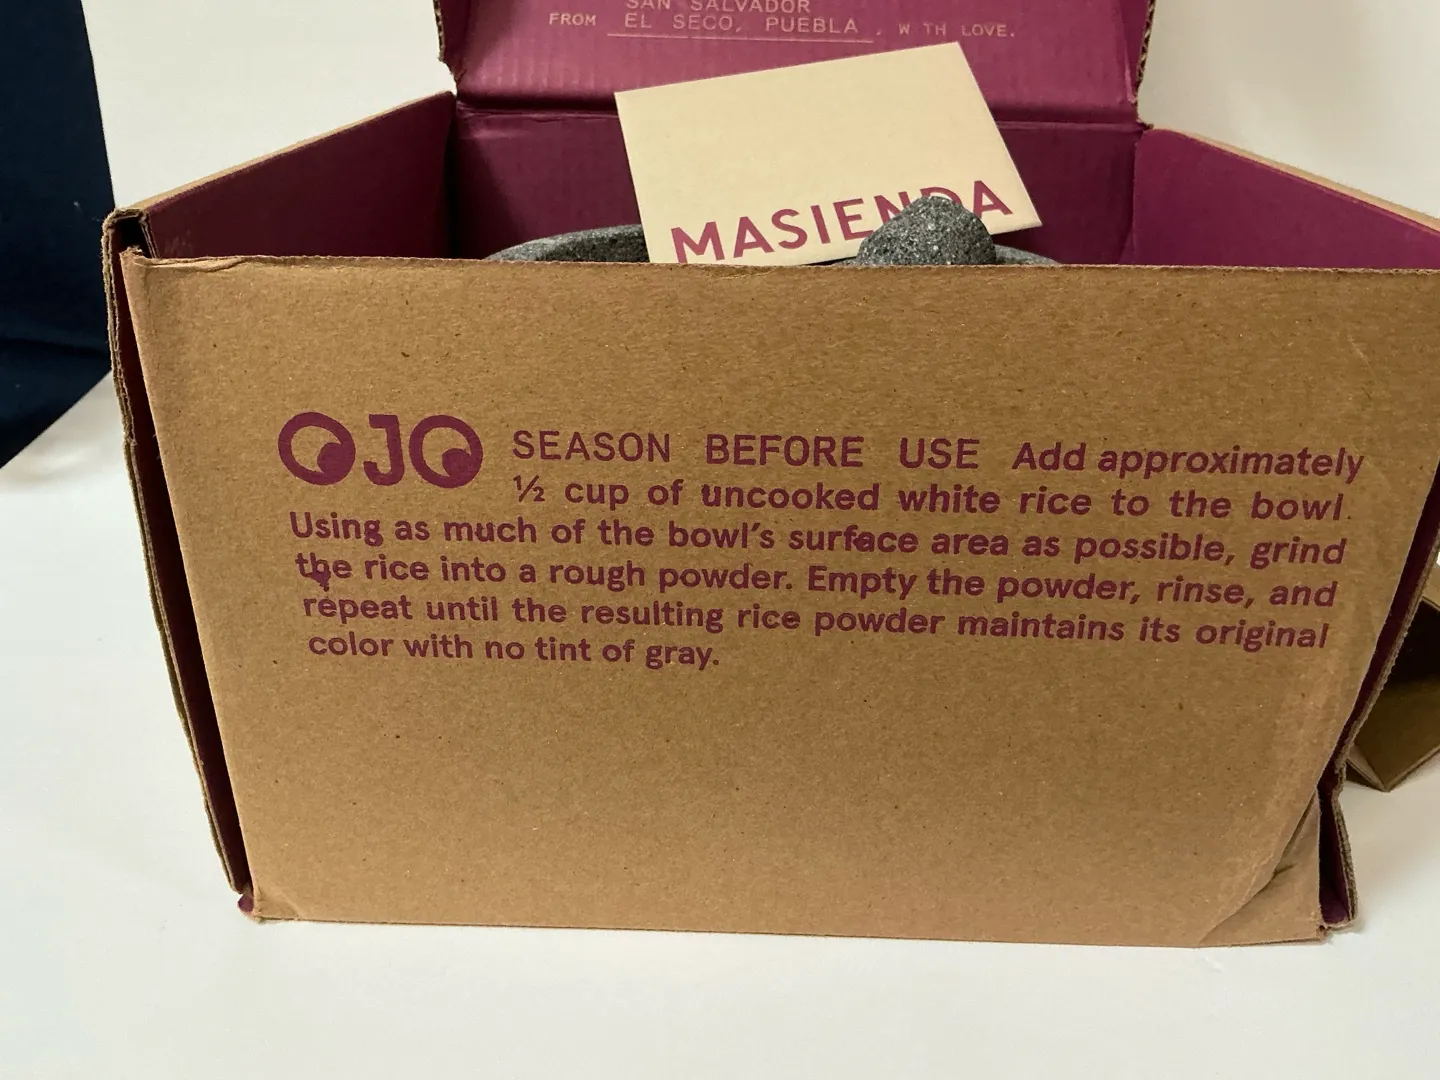 SAN SALVADOR
FROM EL SECO, PUEBLA, W TH LOVE.
MASIENDA
OJO SEASON BEFORE USE Add approximately
½ cup of uncooked white rice to the bowl.
Using as much of the bowl's surface area as possible, grind
the rice into a rough powder. Empty the powder, rinse, and
repeat until the resulting rice powder maintains its original
color with no tint of gray.